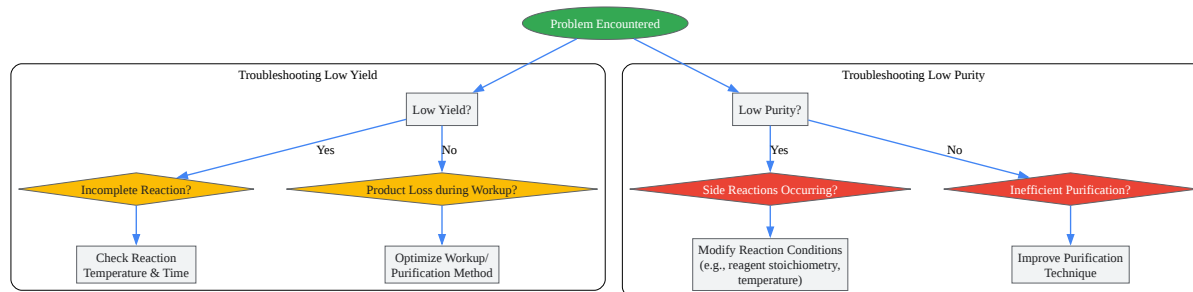 Problem Encountered
Troubleshooting Low Yield
Troubleshooting Low Purity
Low Yield?
Low Purity?
Yes
No
Yes
No
Incomplete Reaction?
Product Loss during Workup?
Side Reactions Occurring?
Inefficient Purification?
Check Reaction
Temperature & Time
Optimize Workup/
Purification Method
Modify Reaction Conditions
(e.g., reagent stoichiometry,
temperature)
Improve Purification
Technique